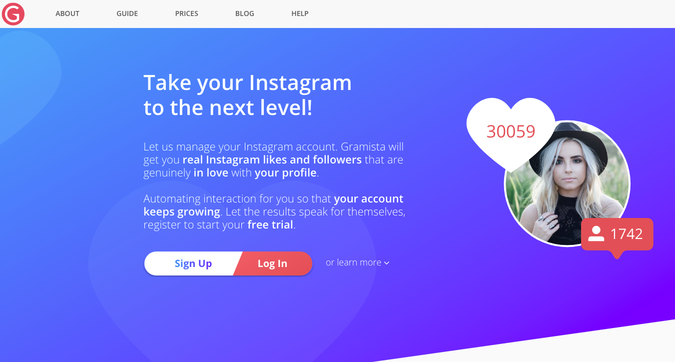 G
ABOUT GUIDE PRICES BLOG HELP
Take your Instagram
to the next level!
Let us manage your Instagram account. Gramista will
get you real Instagram likes and followers that are
genuinely in love with your profile.
Automating interaction for you so that your account
keeps growing. Let the results speak for themselves,
register to start your free trial.
Sign Up Log In or learn more
30059
1742